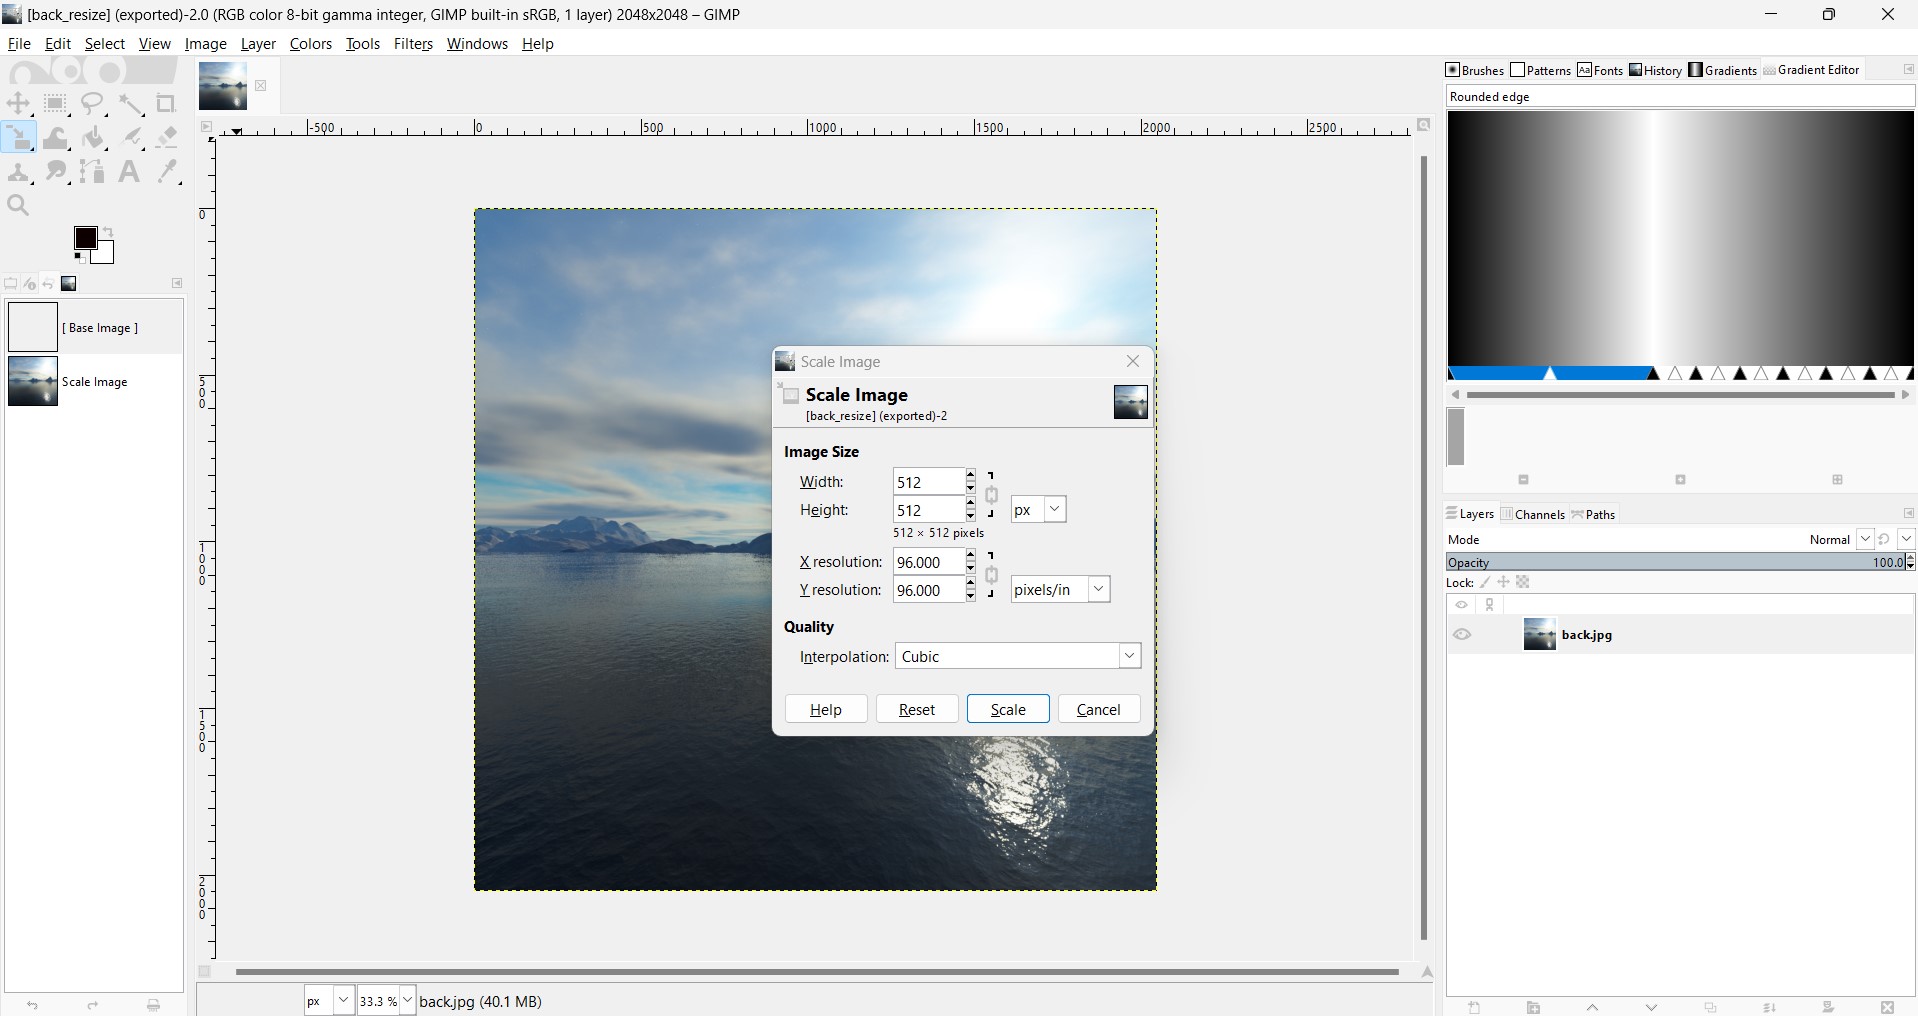 [back_resize] (exported)-2.0 (RGB color 8-bit gamma integer, GIMP built-in sRGB, 1 layer) 2048x2048 – GIMP
File Edit Select View Image Layer Colors Tools Filters Windows Help
Brushes Patterns Aa Fonts History Gradients Gradient Editor
Rounded edge
-500 0 500 1000 1500 2000 2500
0
500
1000
1500
2000
[ Base Image ]
Scale Image
Scale Image
Scale Image
[back_resize] (exported)-2
Image Size
Width: 512
Height: 512 px
512 × 512 pixels
X resolution: 96.000
Y resolution: 96.000 pixels/in
Quality
Interpolation: Cubic
Help Reset Scale Cancel
Layers Channels Paths
Mode Normal
Opacity 100.0
Lock:
back.jpg
px 33.3 % back.jpg (40.1 MB)